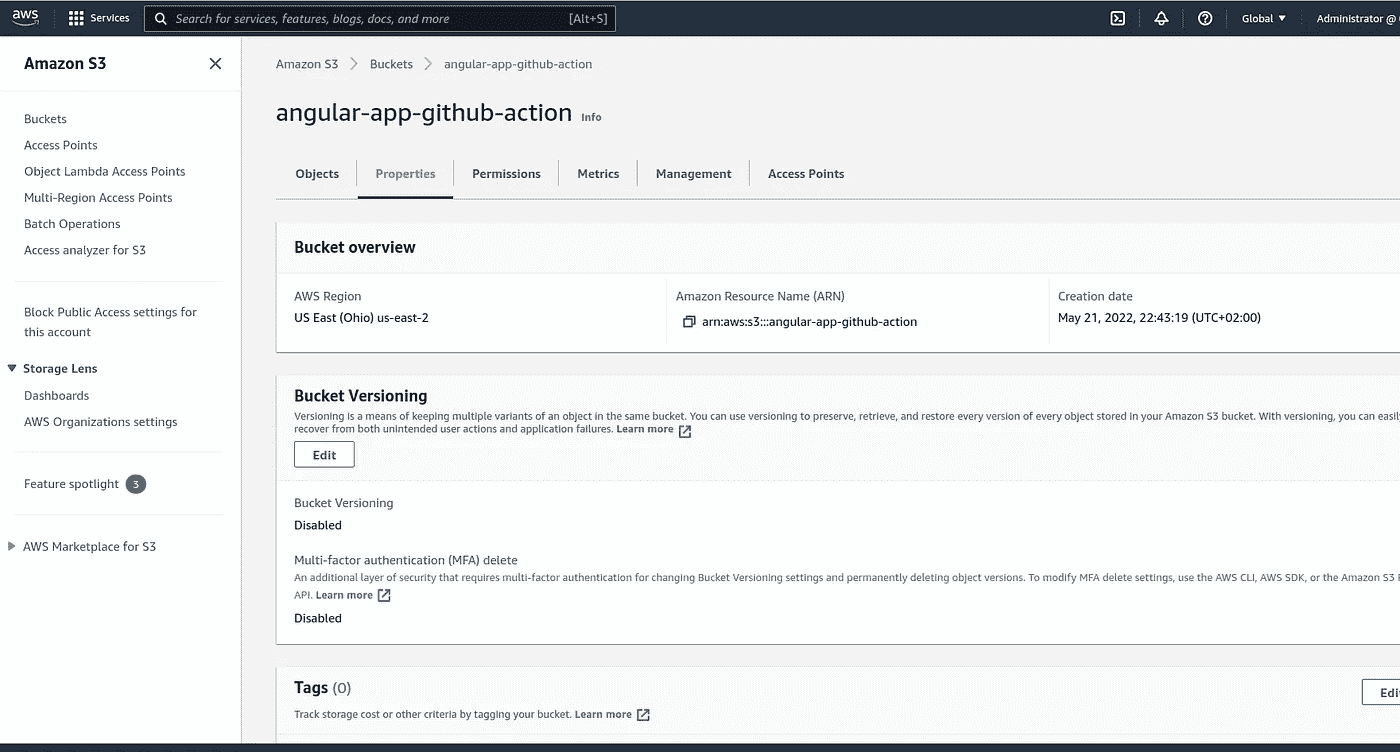 aws
Services
Search for services, features, blogs, docs, and more [Alt+S]
Global
Administrator @
Amazon S3
Buckets
Access Points
Object Lambda Access Points
Multi-Region Access Points
Batch Operations
Access analyzer for S3
Block Public Access settings for
this account
Storage Lens
Dashboards
AWS Organizations settings
Feature spotlight 3
AWS Marketplace for S3
Amazon S3 Buckets angular-app-github-action
angular-app-github-action Info
Objects Properties Permissions Metrics Management Access Points
Bucket overview
AWS Region
US East (Ohio) us-east-2
Amazon Resource Name (ARN)
arn:aws:s3:::angular-app-github-action
Creation date
May 21, 2022, 22:43:19 (UTC+02:00)
Bucket Versioning
Versioning is a means of keeping multiple variants of an object in the same bucket. You can use versioning to preserve, retrieve, and restore every version of every object stored in your Amazon S3 bucket. With versioning, you can easily
recover from both unintended user actions and application failures. Learn more
Edit
Bucket Versioning
Disabled
Multi-factor authentication (MFA) delete
An additional layer of security that requires multi-factor authentication for changing Bucket Versioning settings and permanently deleting object versions. To modify MFA delete settings, use the AWS CLI, AWS SDK, or the Amazon S3
API. Learn more
Disabled
Tags (0)
Edi
Track storage cost or other criteria by tagging your bucket. Learn more